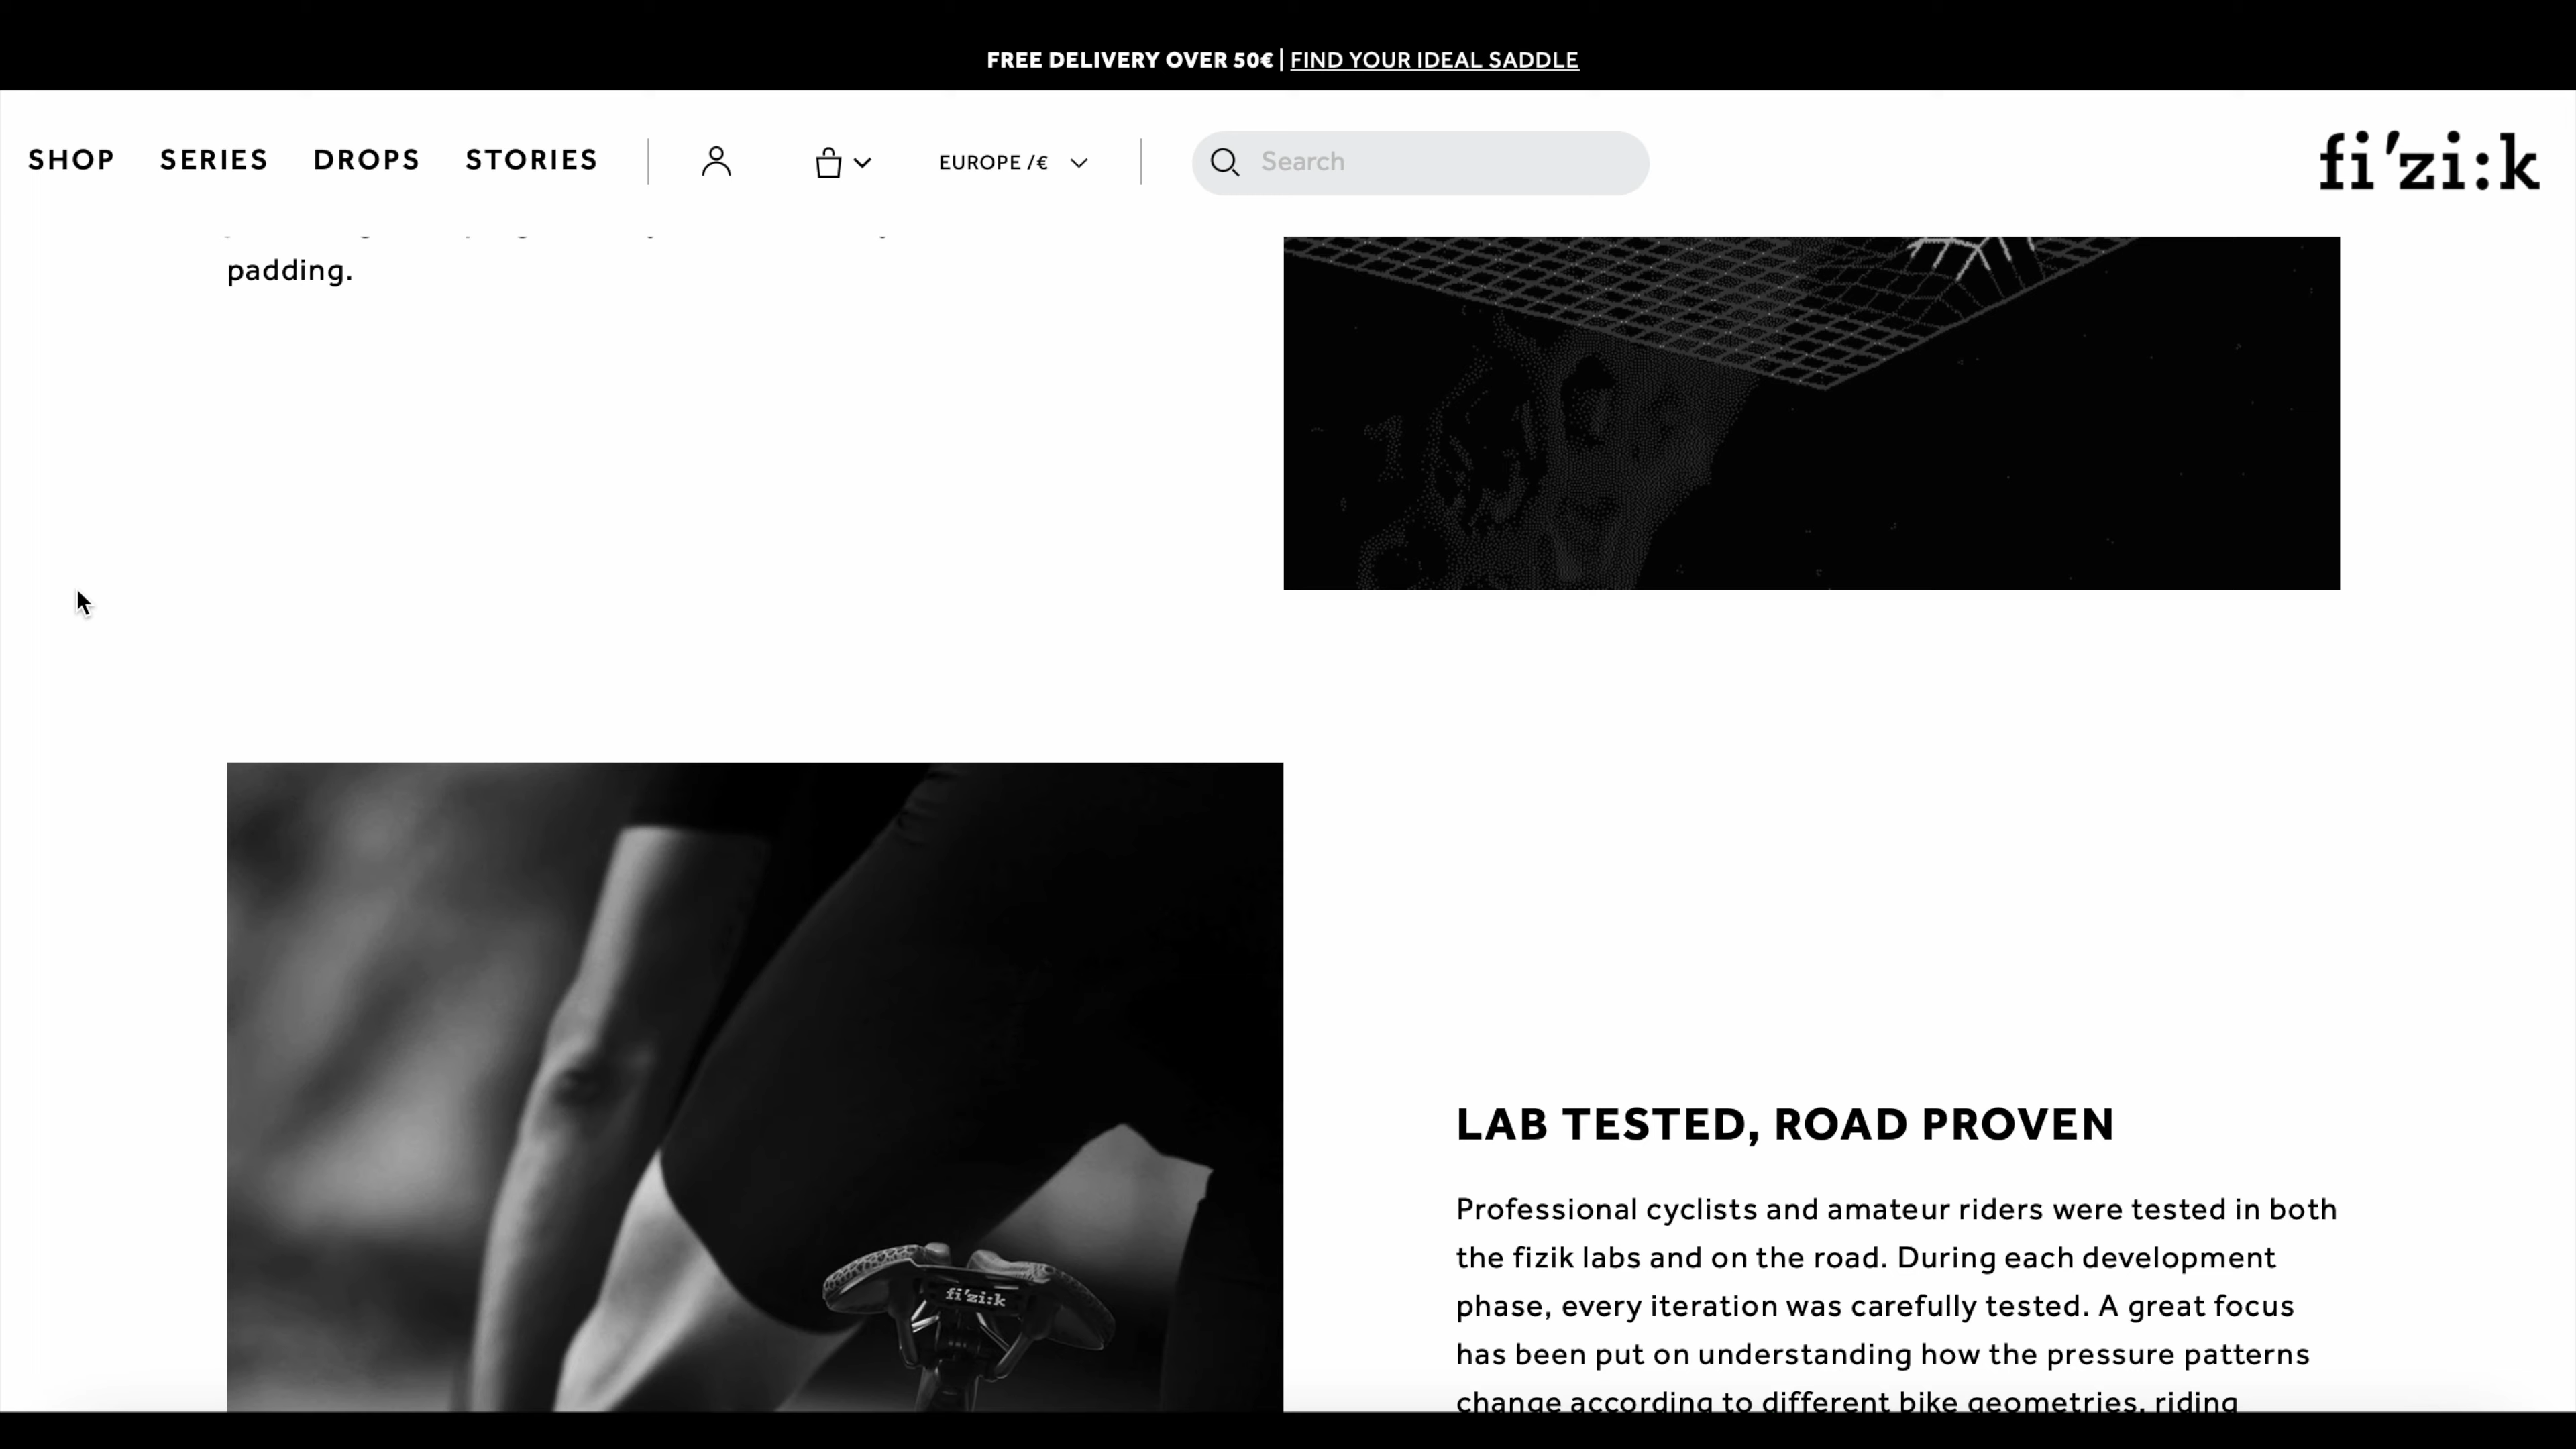 FREE DELIVERY OVER 50€ | FIND YOUR IDEAL SADDLE
SHOP SERIES DROPS STORIES EUROPE /€ Search fi'zi:k
padding.
fi'zi:k
LAB TESTED, ROAD PROVEN
Professional cyclists and amateur riders were tested in both
the fizik labs and on the road. During each development
phase, every iteration was carefully tested. A great focus
has been put on understanding how the pressure patterns
change according to different bike geometries, riding